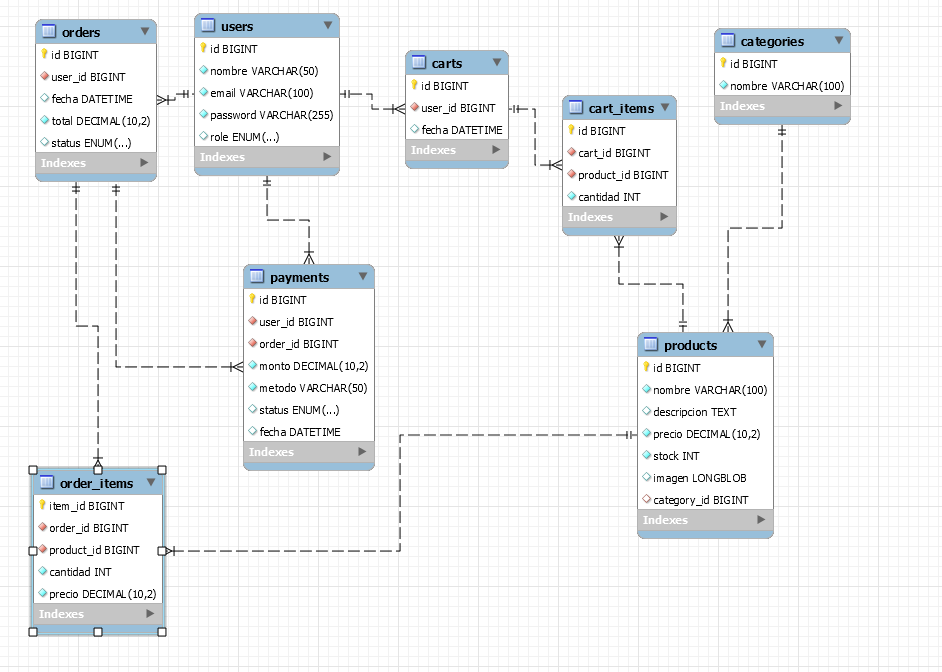 orders
id BIGINT
user_id BIGINT
fecha DATETIME
total DECIMAL(10,2)
status ENUM(...)
Indexes
users
id BIGINT
nombre VARCHAR(50)
email VARCHAR(100)
password VARCHAR(255)
role ENUM(...)
Indexes
carts
id BIGINT
user_id BIGINT
fecha DATETIME
Indexes
cart_items
id BIGINT
cart_id BIGINT
product_id BIGINT
cantidad INT
Indexes
categories
id BIGINT
nombre VARCHAR(100)
Indexes
payments
id BIGINT
user_id BIGINT
order_id BIGINT
monto DECIMAL(10,2)
metodo VARCHAR(50)
status ENUM(...)
fecha DATETIME
Indexes
products
id BIGINT
nombre VARCHAR(100)
descripcion TEXT
precio DECIMAL(10,2)
stock INT
imagen LONGBLOB
category_id BIGINT
Indexes
order_items
item_id BIGINT
order_id BIGINT
product_id BIGINT
cantidad INT
precio DECIMAL(10,2)
Indexes